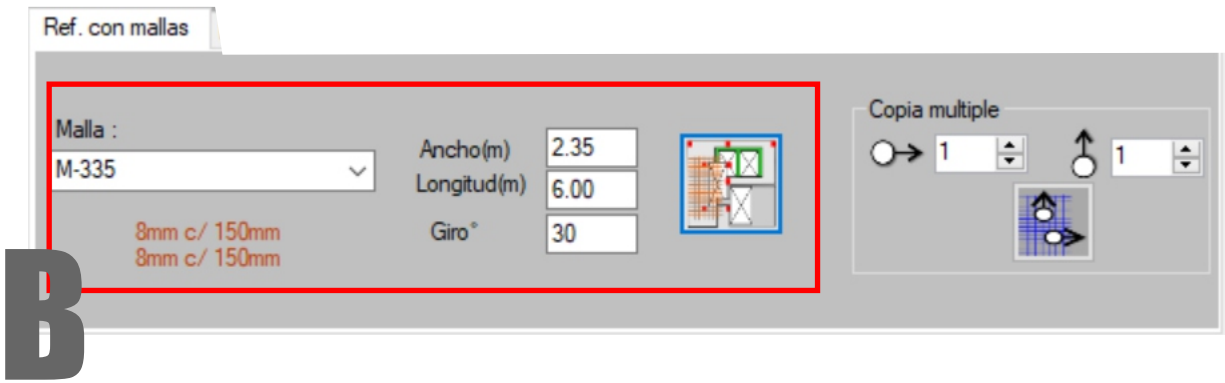 Ref. con mallas
Malla :
M-335
8mm c/ 150mm
8mm c/ 150mm
Ancho(m) 2.35
Longitud(m) 6.00
Giro° 30
Copia multiple
1 1
B